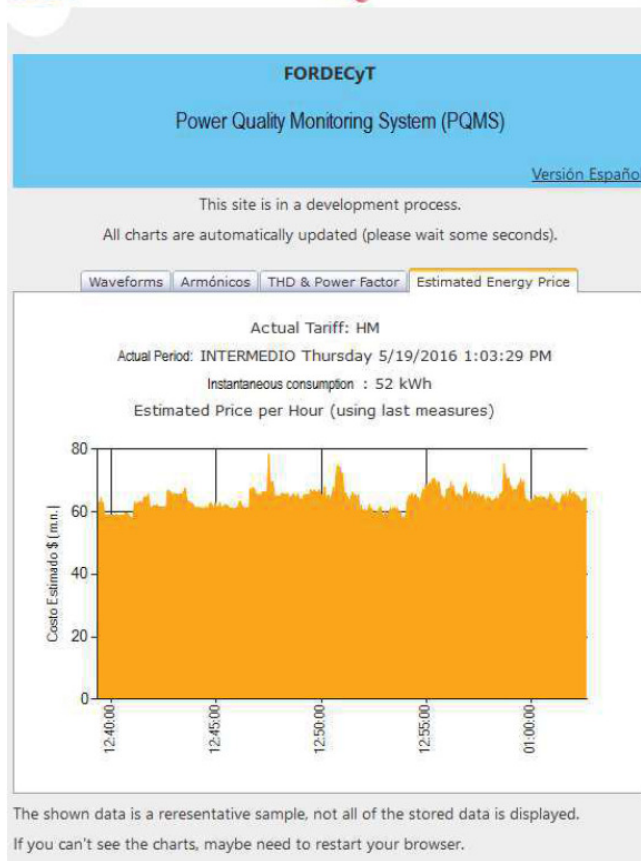 FORDECyT
Power Quality Monitoring System (PQMS)
Versión Españo
This site is in a development process.
All charts are automatically updated (please wait some seconds).
Waveforms Armónicos THD & Power Factor Estimated Energy Price
Actual Tariff: HM
Actual Period: INTERMEDIO Thursday 5/19/2016 1:03:29 PM
Instantaneous consumption : 52 kWh
Estimated Price per Hour (using last measures)
Costo Estimado $ (m.n.)
80
60
40
20
0
12:40:00 12:45:00 12:50:00 12:55:00 01:00:00
The shown data is a reresentative sample, not all of the stored data is displayed.
If you can't see the charts, maybe need to restart your browser.